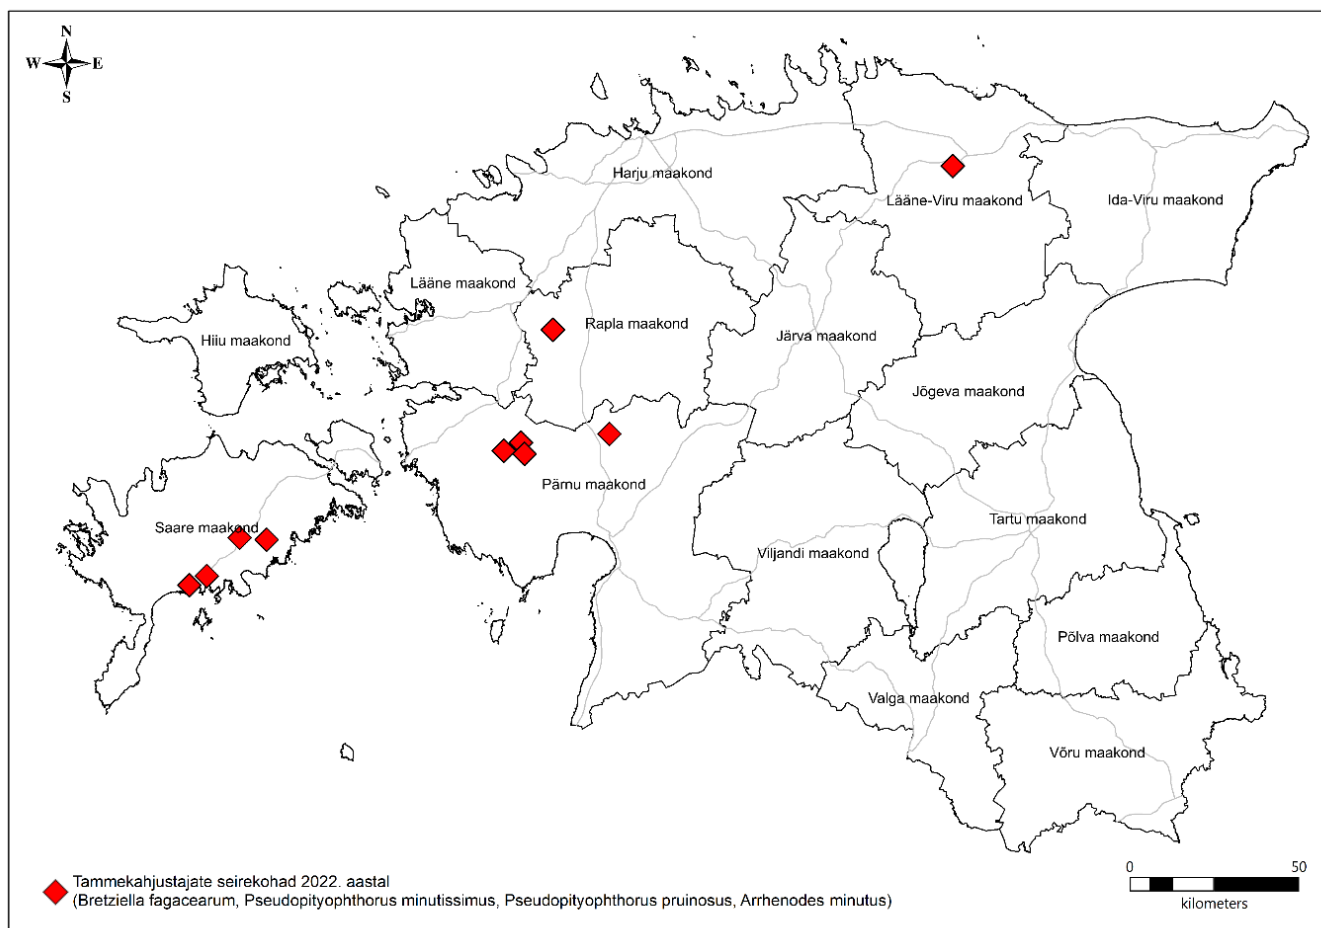 N
W E
S
Harju maakond
Lääne-Viru maakond
Ida-Viru maakond
Lääne maakond
Hiiu maakond
Rapla maakond
Järva maakond
Jõgeva maakond
Pärnu maakond
Saare maakond
Tartu maakond
Viljandi maakond
Põlva maakond
Valga maakond
Võru maakond
Tammekahjustajate seirekohad 2022. aastal
(Bretziella fagacearum, Pseudopityophthorus minutissimus, Pseudopityophthorus pruinosus, Arrhenodes minutus)
0 50
kilometers